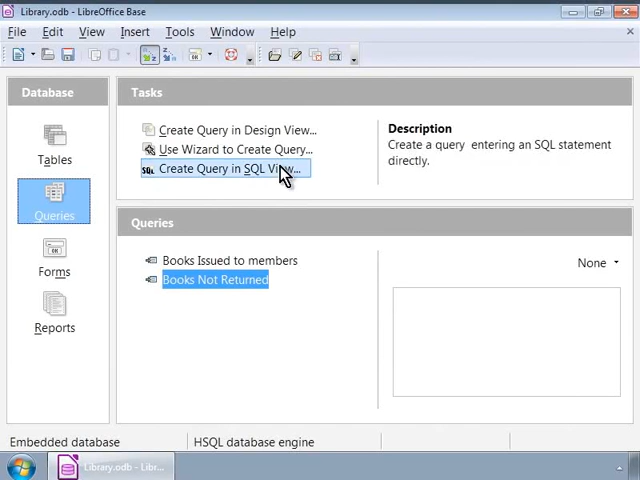 Library.odb - LibreOffice Base
File Edit View Insert Tools Window Help
Database
Tables
Queries
Forms
Reports
Tasks
Create Query in Design View...
Use Wizard to Create Query...
SQL Create Query in SQL View...
Description
Create a query entering an SQL statement
directly.
Queries
Books Issued to members
Books Not Returned
None
Embedded database HSQL database engine
Library.odb - Libr...